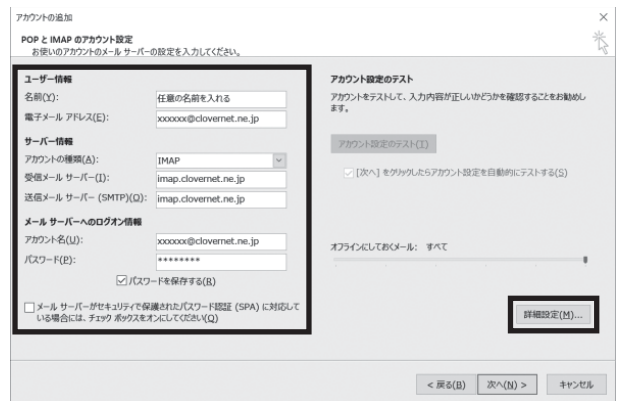 アカウントの追加
POP と IMAP のアカウント設定
お使いのアカウントのメール サーバーの設定を入力してください。
ユーザー情報
名前(Y): 任意の名前を入れる
電子メール アドレス(E): xxxxxx@clovernet.ne.jp
サーバー情報
アカウントの種類(A): IMAP
受信メール サーバー(I): imap.clovernet.ne.jp
送信メール サーバー (SMTP)(O): imap.clovernet.ne.jp
メール サーバーへのログオン情報
アカウント名(U): xxxxxx@clovernet.ne.jp
パスワード(P): ********
パスワードを保存する(R)
メール サーバーがセキュリティで保護されたパスワード認証 (SPA) に対応して
いる場合には、チェック ボックスをオンにしてください(Q)
アカウント設定のテスト
アカウントをテストして、入力内容が正しいかどうかを確認することをお勧めし
ます。
アカウント設定のテスト(T)
[次へ] をクリックしたらアカウント設定を自動的にテストする(S)
オフラインにしておくメール: すべて
詳細設定(M)...
< 戻る(B) 次へ(N) > キャンセル